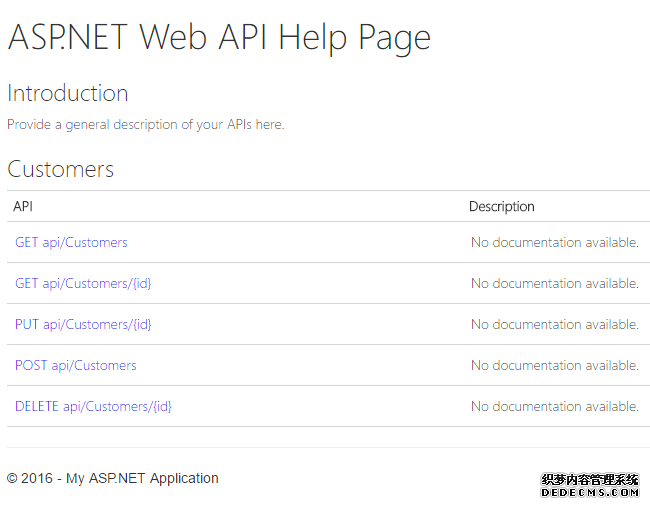 ASP.NET Web API Help Page
Introduction
Provide a general description of your APIs here.
Customers
API Description
GET api/Customers No documentation available.
GET api/Customers/{id} No documentation available.
PUT api/Customers/{id} No documentation available.
POST api/Customers No documentation available.
DELETE api/Customers/{id} No documentation available.
© 2016 - My ASP.NET Application
织梦内容管理系统
DEDECMS.COM